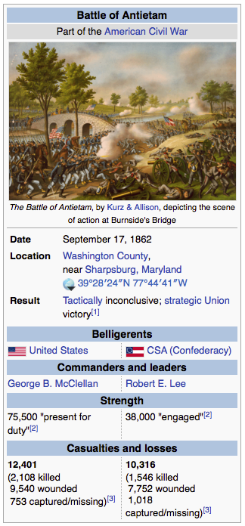 Battle of Antietam
Part of the American Civil War
The Battle of Antietam, by Kurz & Allison, depicting the scene
of action at Burnside's Bridge
Date September 17, 1862
Location Washington County,
near Sharpsburg, Maryland
39°28′24″N 77°44′41″W
Result Tactically inconclusive; strategic Union
victory[1]
Belligerents
United States CSA (Confederacy)
Commanders and leaders
George B. McClellan Robert E. Lee
Strength
75,500 "present for 38,000 "engaged"[2]
duty"[2]
Casualties and losses
12,401 10,316
(2,108 killed (1,546 killed
9,540 wounded 7,752 wounded
753 captured/missing)[3] 1,018
captured/missing)[3]